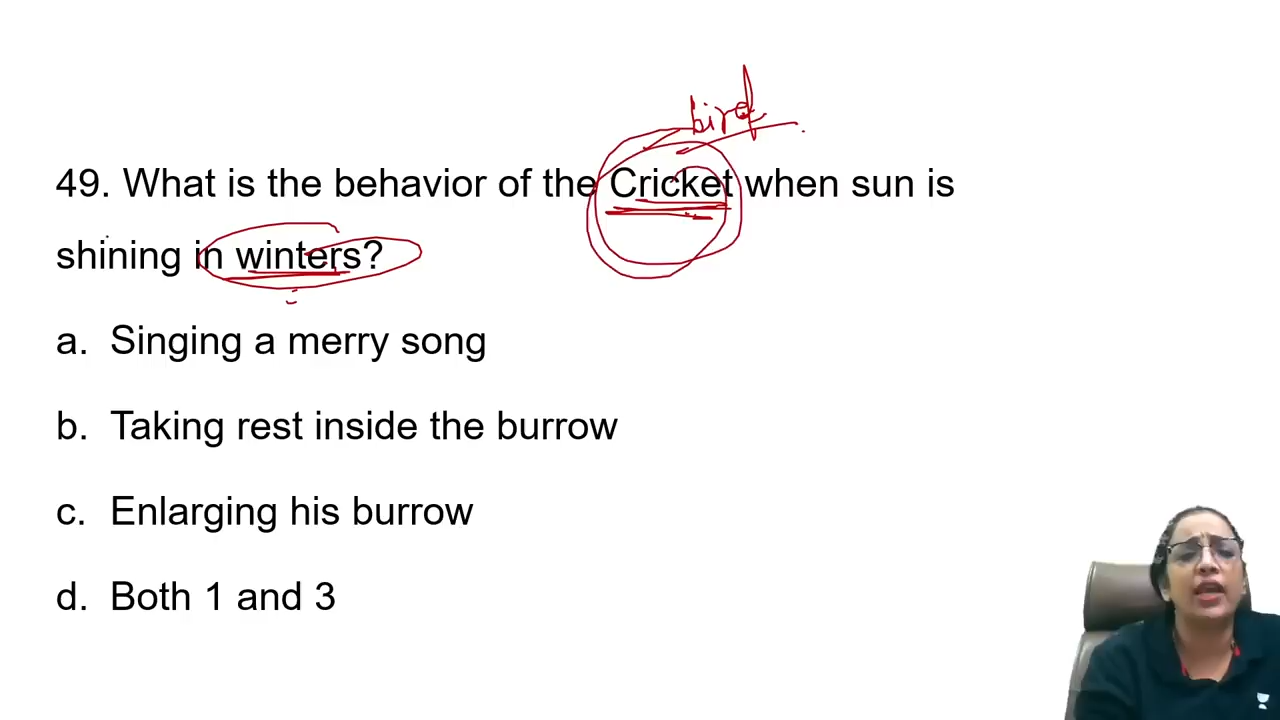 bird
49. What is the behavior of the Cricket when sun is
shining in winters?
a. Singing a merry song
b. Taking rest inside the burrow
c. Enlarging his burrow
d. Both 1 and 3